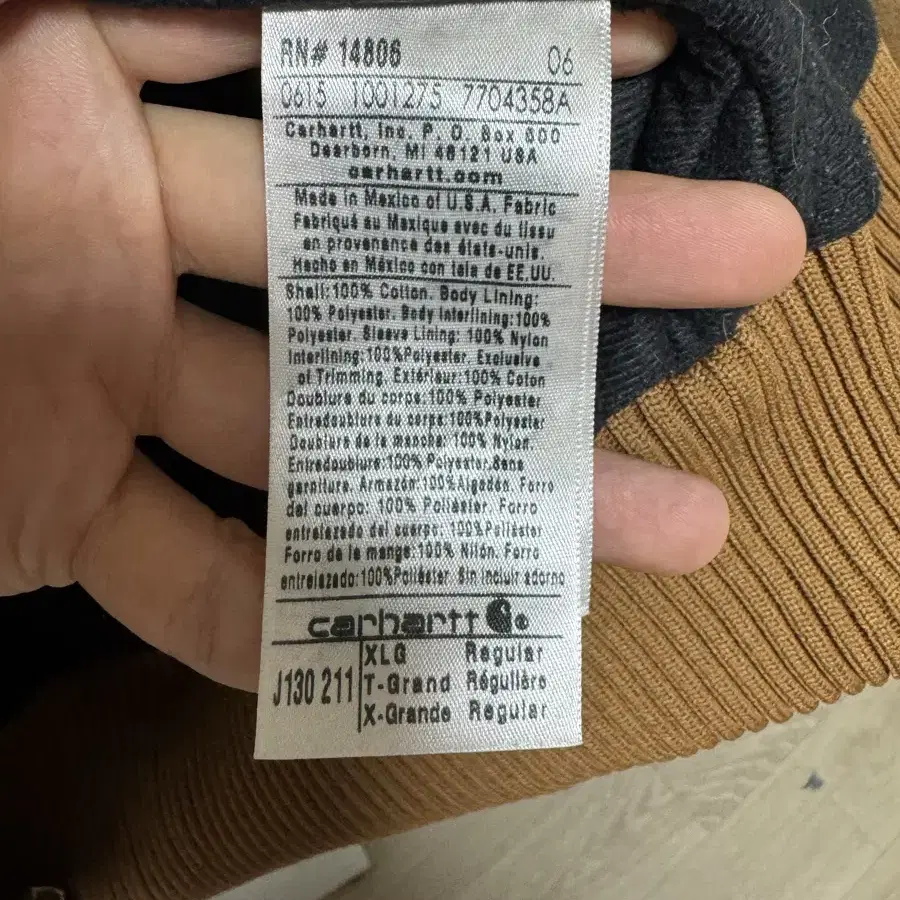 RN# 14806 06
0615 1001275 7704358A
Carhartt, Inc. P. O. Box 600
Dearborn, MI 48121 USA
carhartt.com
Made in Mexico of U.S.A. Fabric
Fabriqué au Mexique avec du tissu
en provenance des états-unis.
Hecho en México con tela de EE.UU.
Shell:100% Cotton. Body Lining:
100% Polyester. Body Interlining:100%
Polyester. Sleeve Lining: 100% Nylon
Interlining:100%Polyester. Exclusive
of Trimming. Extérieur:100% Coton
Doublure du corps:100% Polyester
Entredoublure du corps:100%Polyester
Doublure de la manche: 100% Nylon.
Entredoublure:100% Polyester.Sans
garniture. Armazón:100%Algodon. Forro
del cuerpo: 100% Poliéster. Forro
entrelazado del cuerpo: 100%Poliéster
Forro de la manga:100% Nilón. Forro
entrelazado:100%Poliéster. Sin incluir adorno
carhartt®
J130 211
XLG Regular
T-Grand Régulière
X-Grande Regular